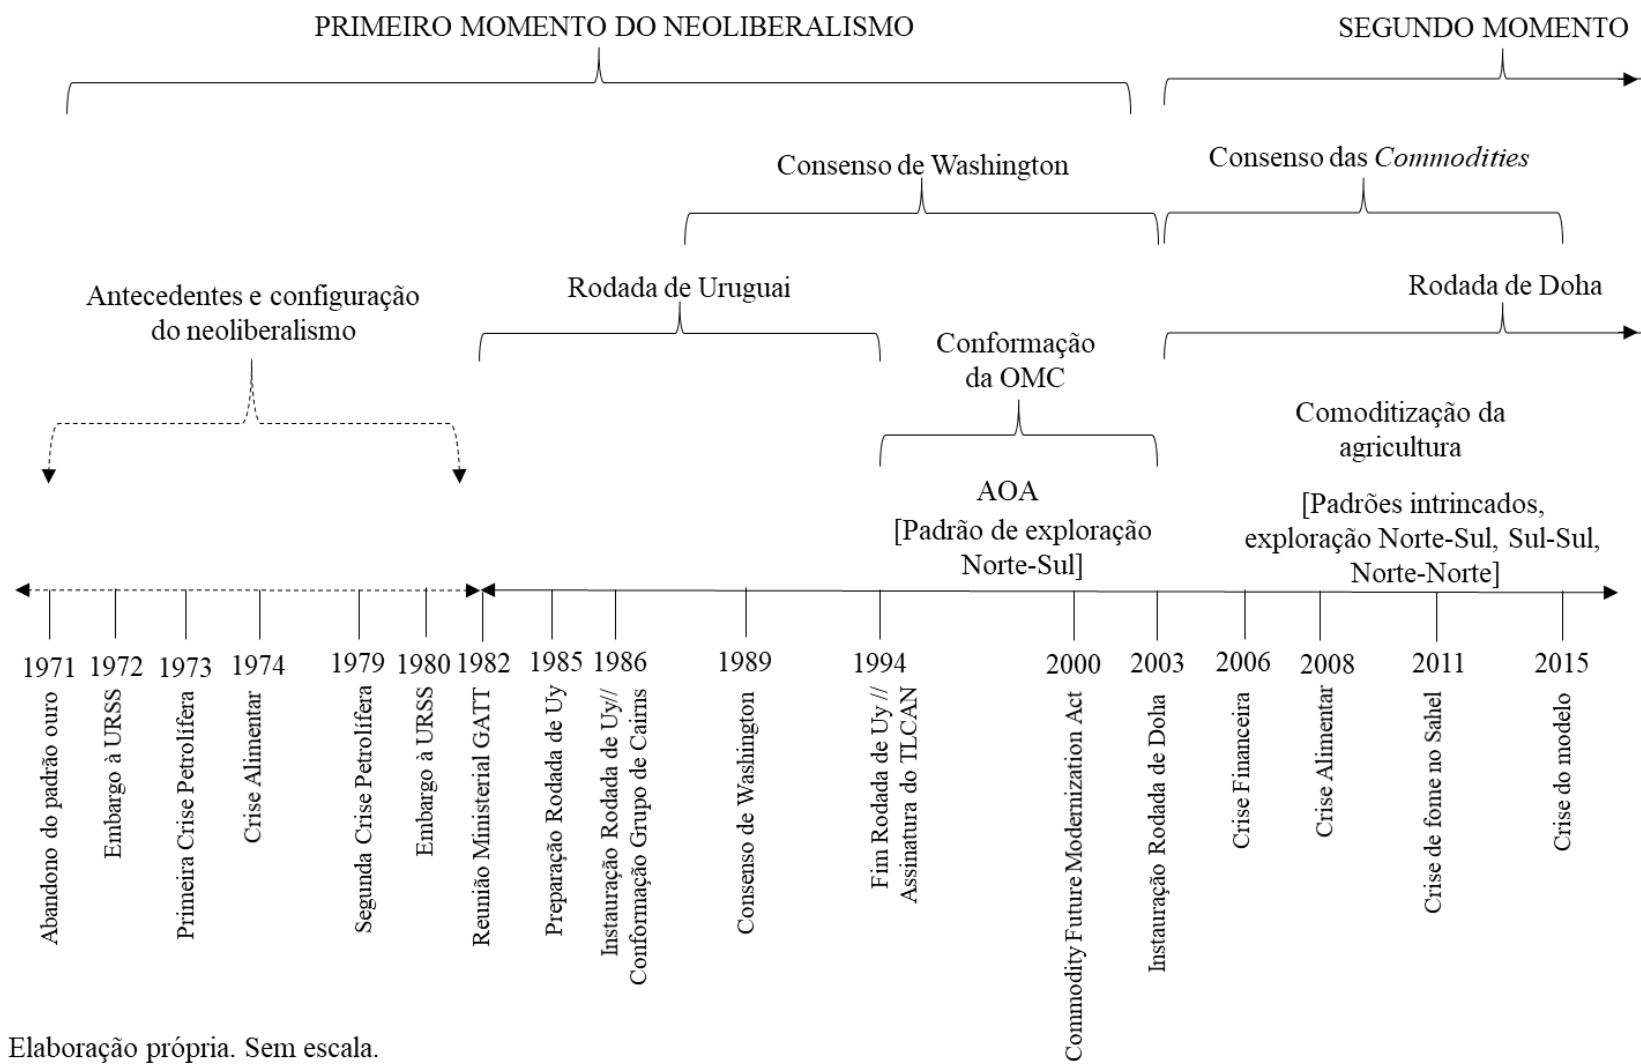 PRIMEIRO MOMENTO DO NEOLIBERALISMO
SEGUNDO MOMENTO
Consenso de Washington
Consenso das Commodities
Antecedentes e configuração
do neoliberalismo
Rodada de Uruguai
Rodada de Doha
Conformação
da OMC
Comoditização da
agricultura
AOA
[Padrão de exploração
Norte-Sul]
[Padrões intrincados,
exploração Norte-Sul, Sul-Sul,
Norte-Norte]
1971
Abandono do padrão ouro
1972
Embargo à URSS
1973
Primeira Crise Petrolífera
1974
Crise Alimentar
1979
Segunda Crise Petrolífera
1980
Embargo à URSS
1982
Reunião Ministerial GATT
1985
Preparação Rodada de Uy
1986
Instauração Rodada de Uy//
Conformação Grupo de Cairns
1989
Consenso de Washington
1994
Fim Rodada de Uy //
Assinatura do TLCAN
2000
Commodity Future Modernization Act
2003
Instauração Rodada de Doha
2006
Crise Financeira
2008
Crise Alimentar
2011
Crise de fome no Sahel
2015
Crise do modelo
Elaboração própria. Sem escala.